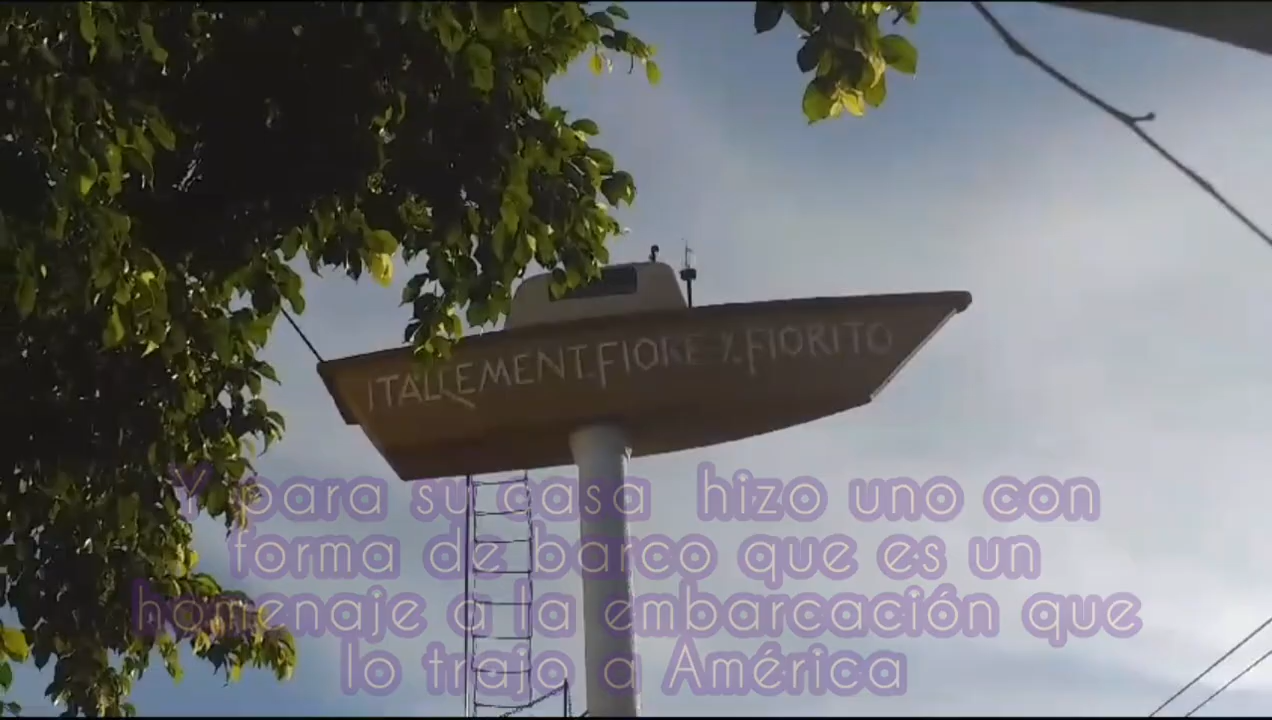 ITALCEMENT. FIORE Y. FIORITO
Y para su casa hizo uno con
forma de barco que es un
homenaje a la embarcación que
lo trajo a América